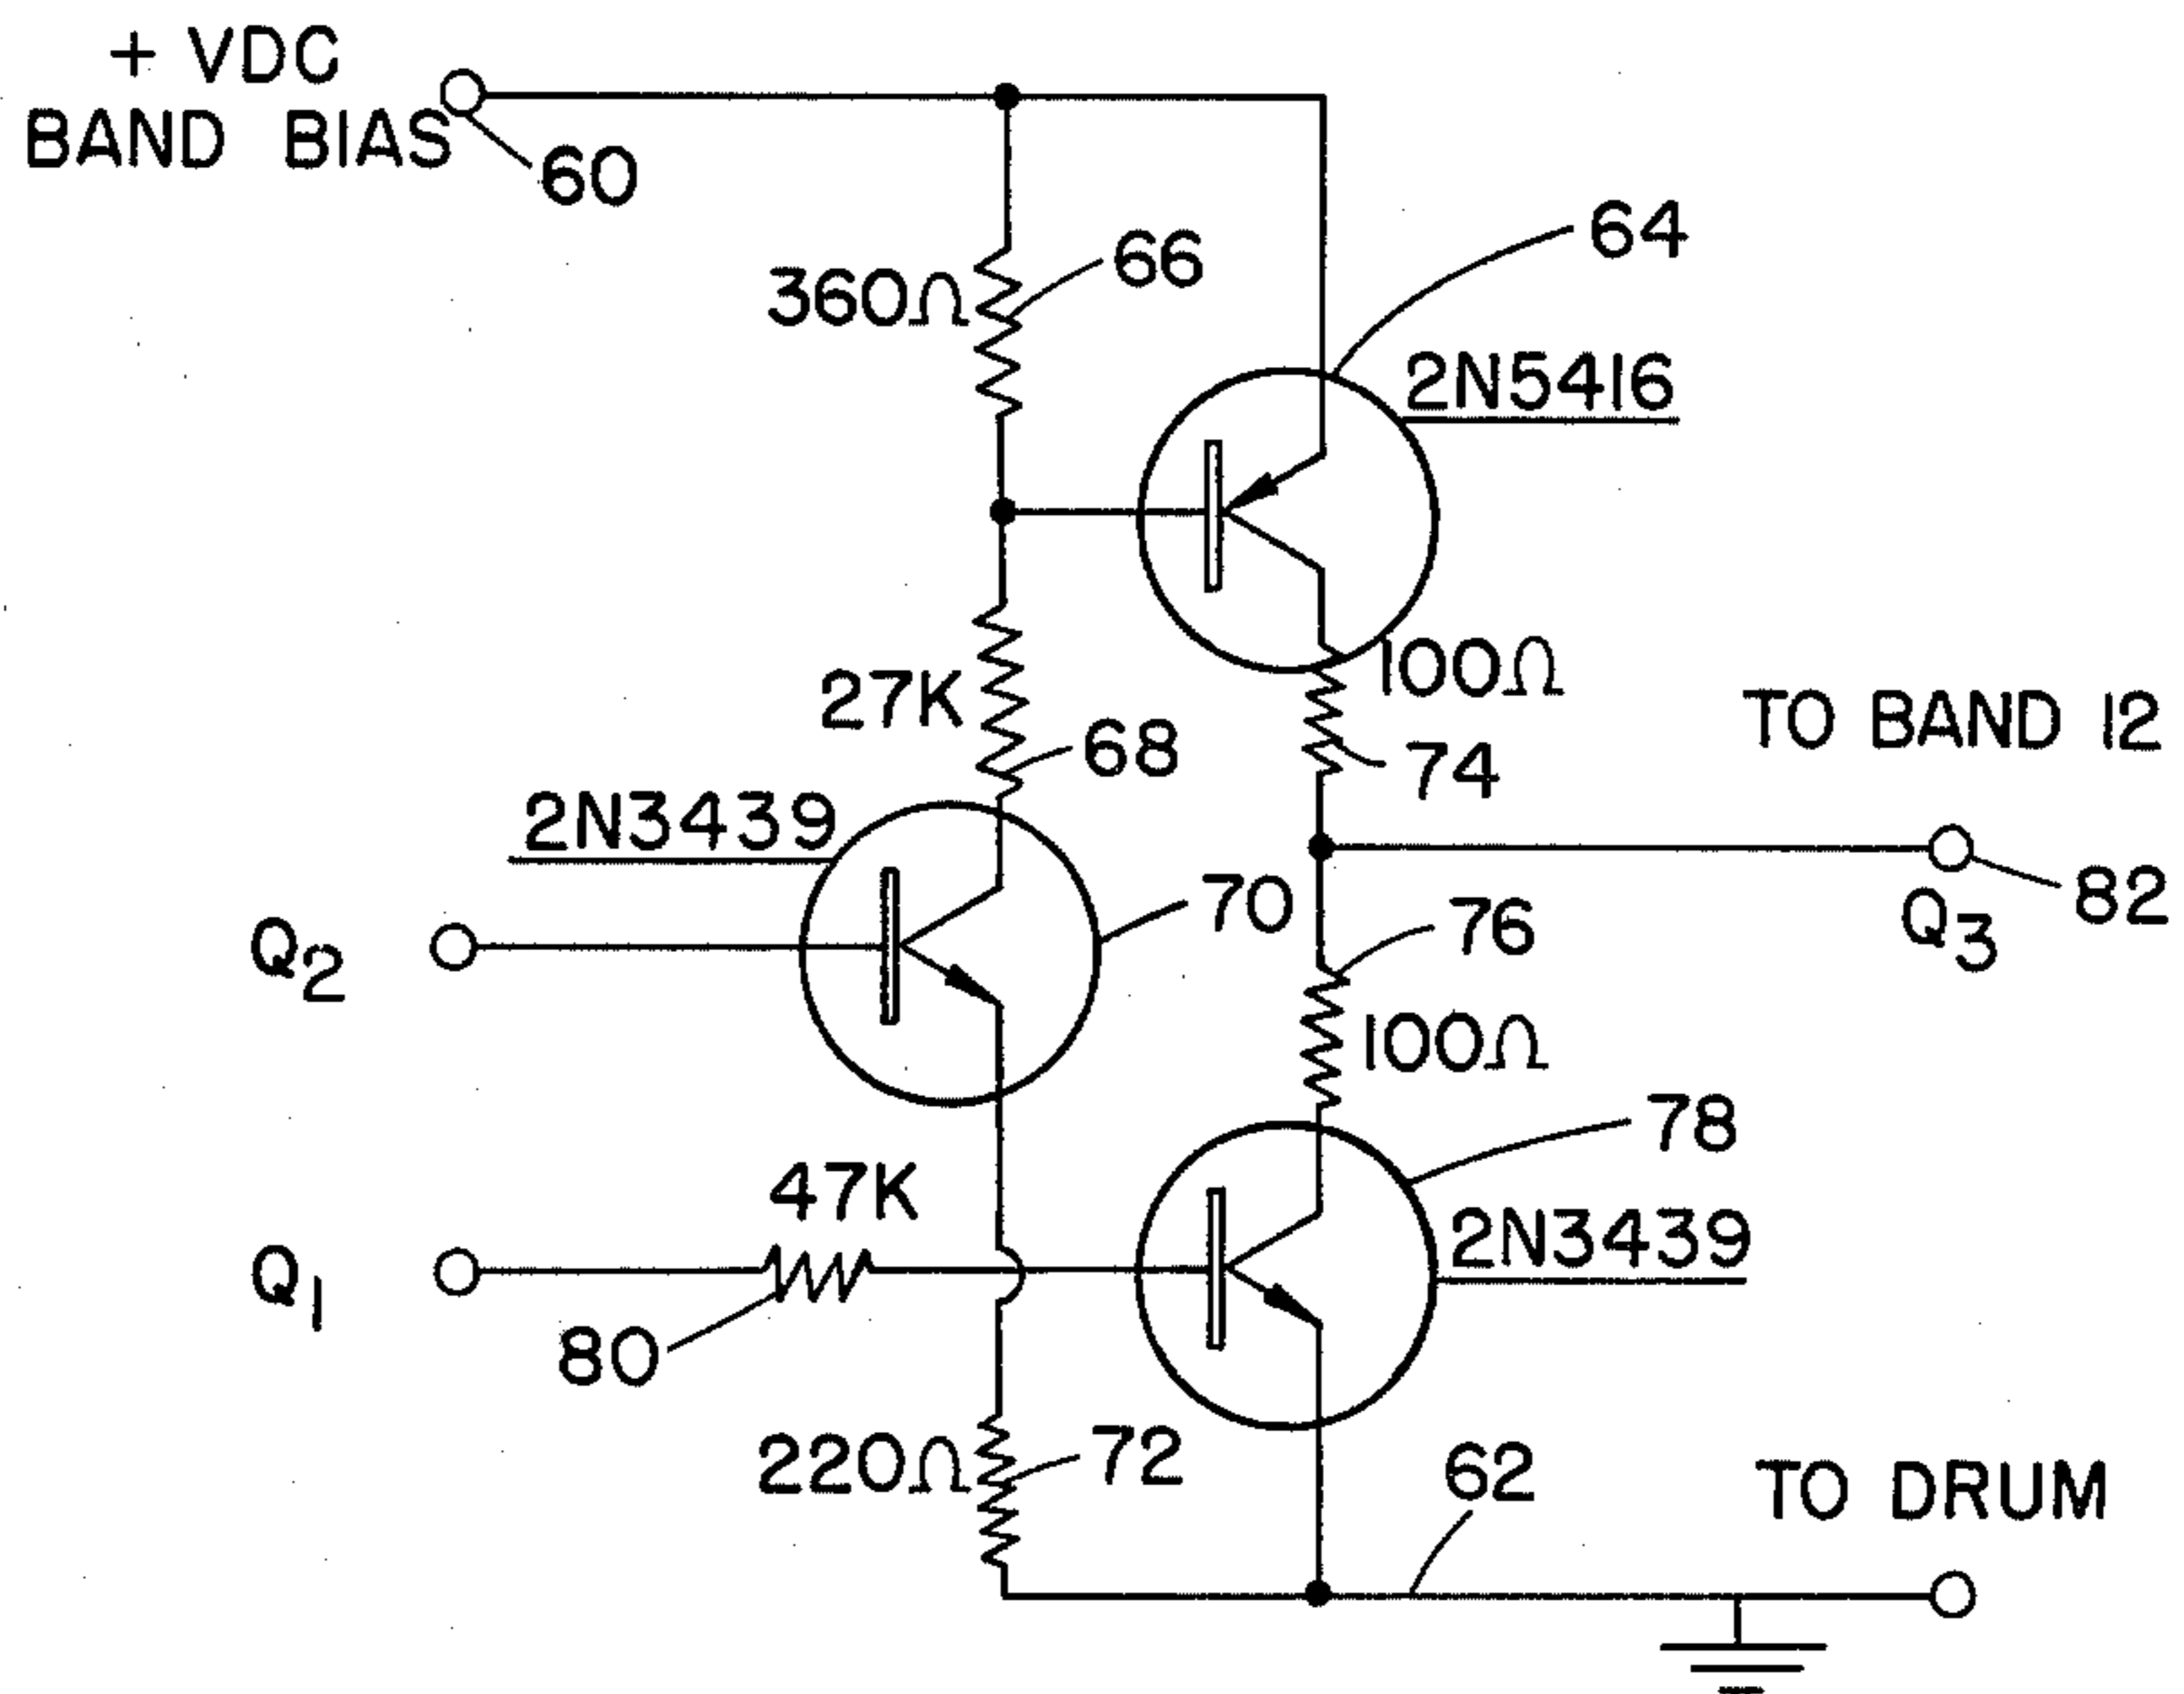 + VDC
BAND BIAS
60
64
66
360Ω
2N5416
100Ω
27K
TO BAND 12
68
74
2N3439
70
82
76
Q3
Q2
100Ω
78
47K
2N3439
Q1
80
220Ω
72
62
TO DRUM